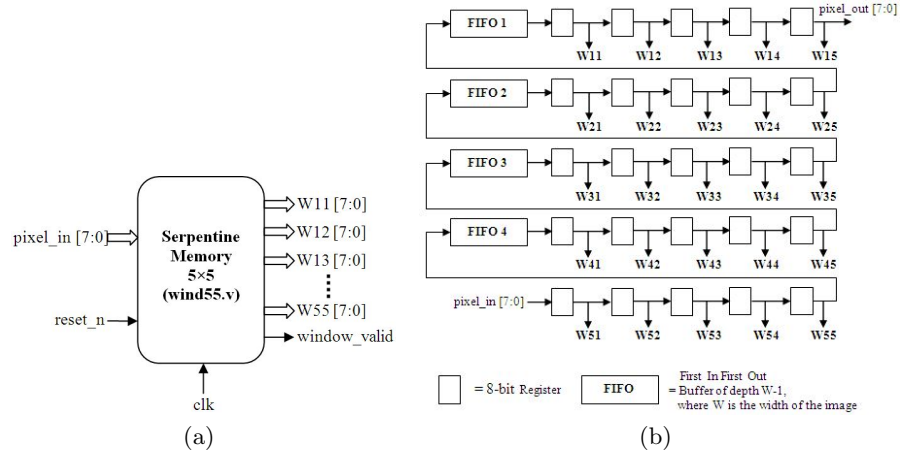 pixel_in [7:0]
reset_n
Serpentine
Memory
5×5
(wind55.v)
W11 [7:0]
W12 [7:0]
W13 [7:0]
W55 [7:0]
window_valid
clk
(a)
FIFO 1
pixel_out [7:0]
W11 W12 W13 W14 W15
FIFO 2
W21 W22 W23 W24 W25
FIFO 3
W31 W32 W33 W34 W35
FIFO 4
W41 W42 W43 W44 W45
pixel_in [7:0]
W51 W52 W53 W54 W55
= 8-bit Register
FIFO
First In First Out
= Buffer of depth W-1,
where W is the width of the image
(b)